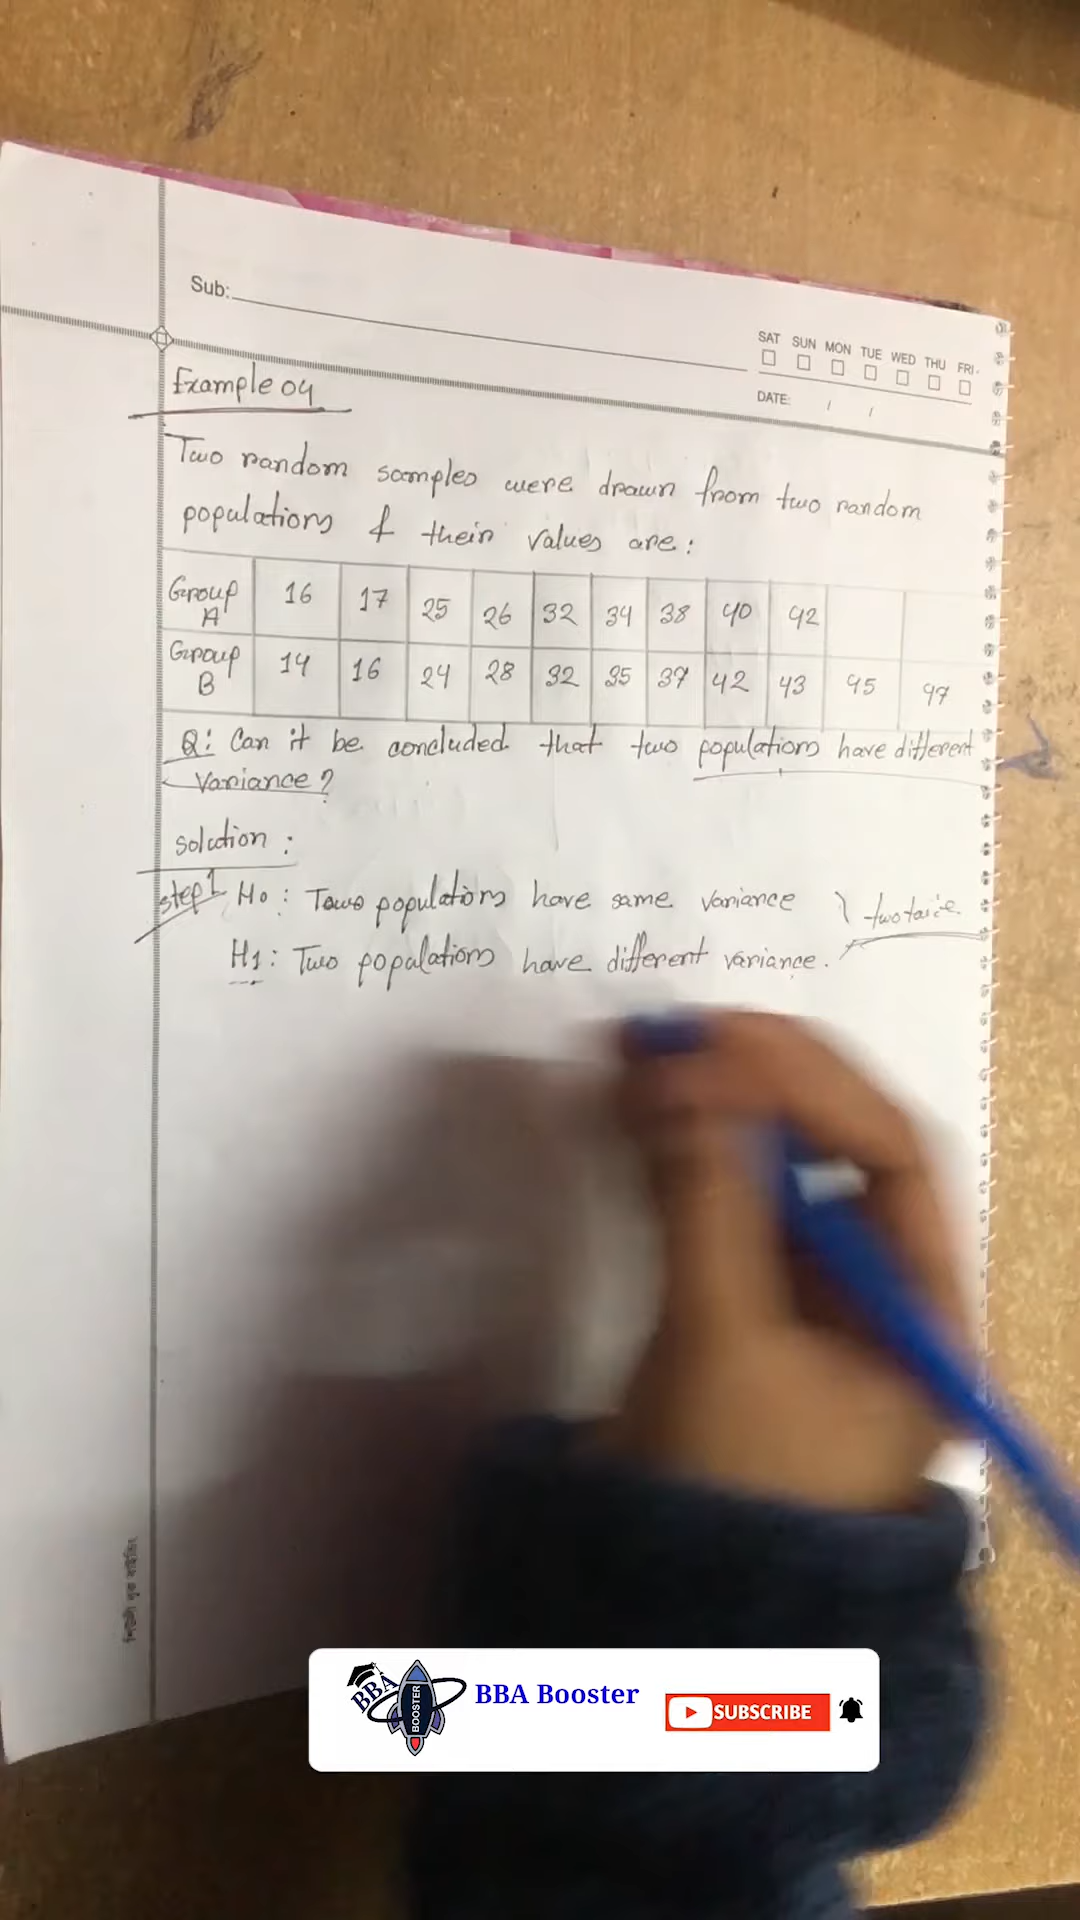 Sub:
SAT SUN MON TUE WED THU FRI.
DATE: / /
Example 04
Two random samples were drawn from two random
populations & their values are:
Group A 16 17 25 26 32 34 38 40 42
Group B 14 16 24 28 32 35 37 42 43 45 47
Q: Can it be concluded that two populations have different
variance?
Solution:
Step 1 H0: Towo populations have same variance
H1: Two populations have different variance.
BBA
BOOSTER
BBA Booster
SUBSCRIBE